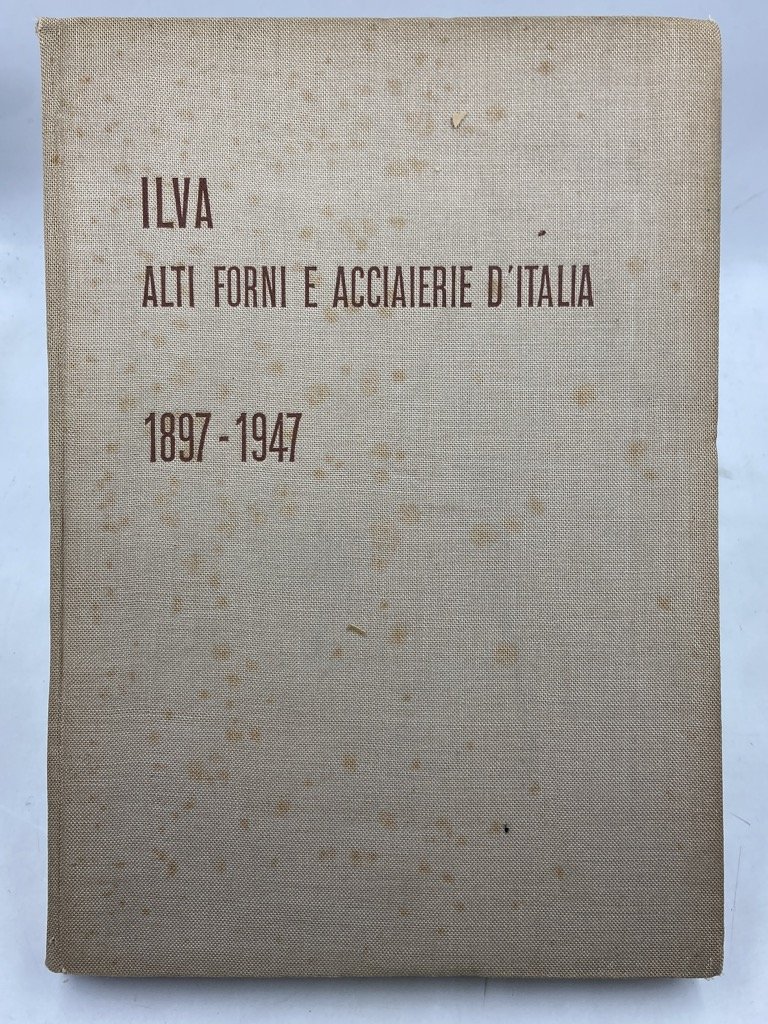 ILVA
ALTI FORNI E ACCIAIERIE D'ITALIA
1897-1947